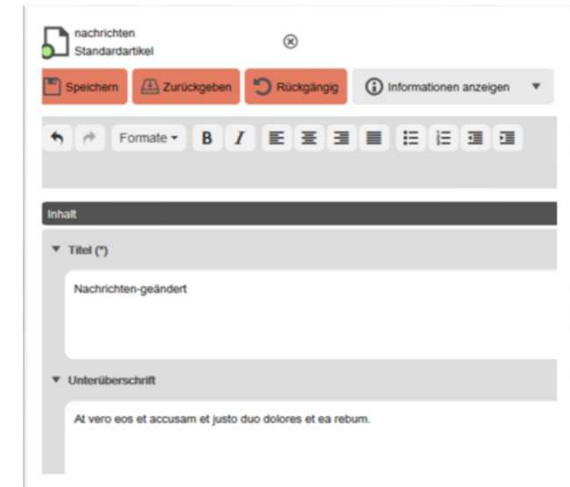 nachrichten
Standardartikel
Speichern Zurückgeben Rückgängig Informationen anzeigen
Formate B I
Inhalt
Titel (*)
Nachrichten-geändert
Unterüberschrift
At vero eos et accusam et justo duo dolores et ea rebum.